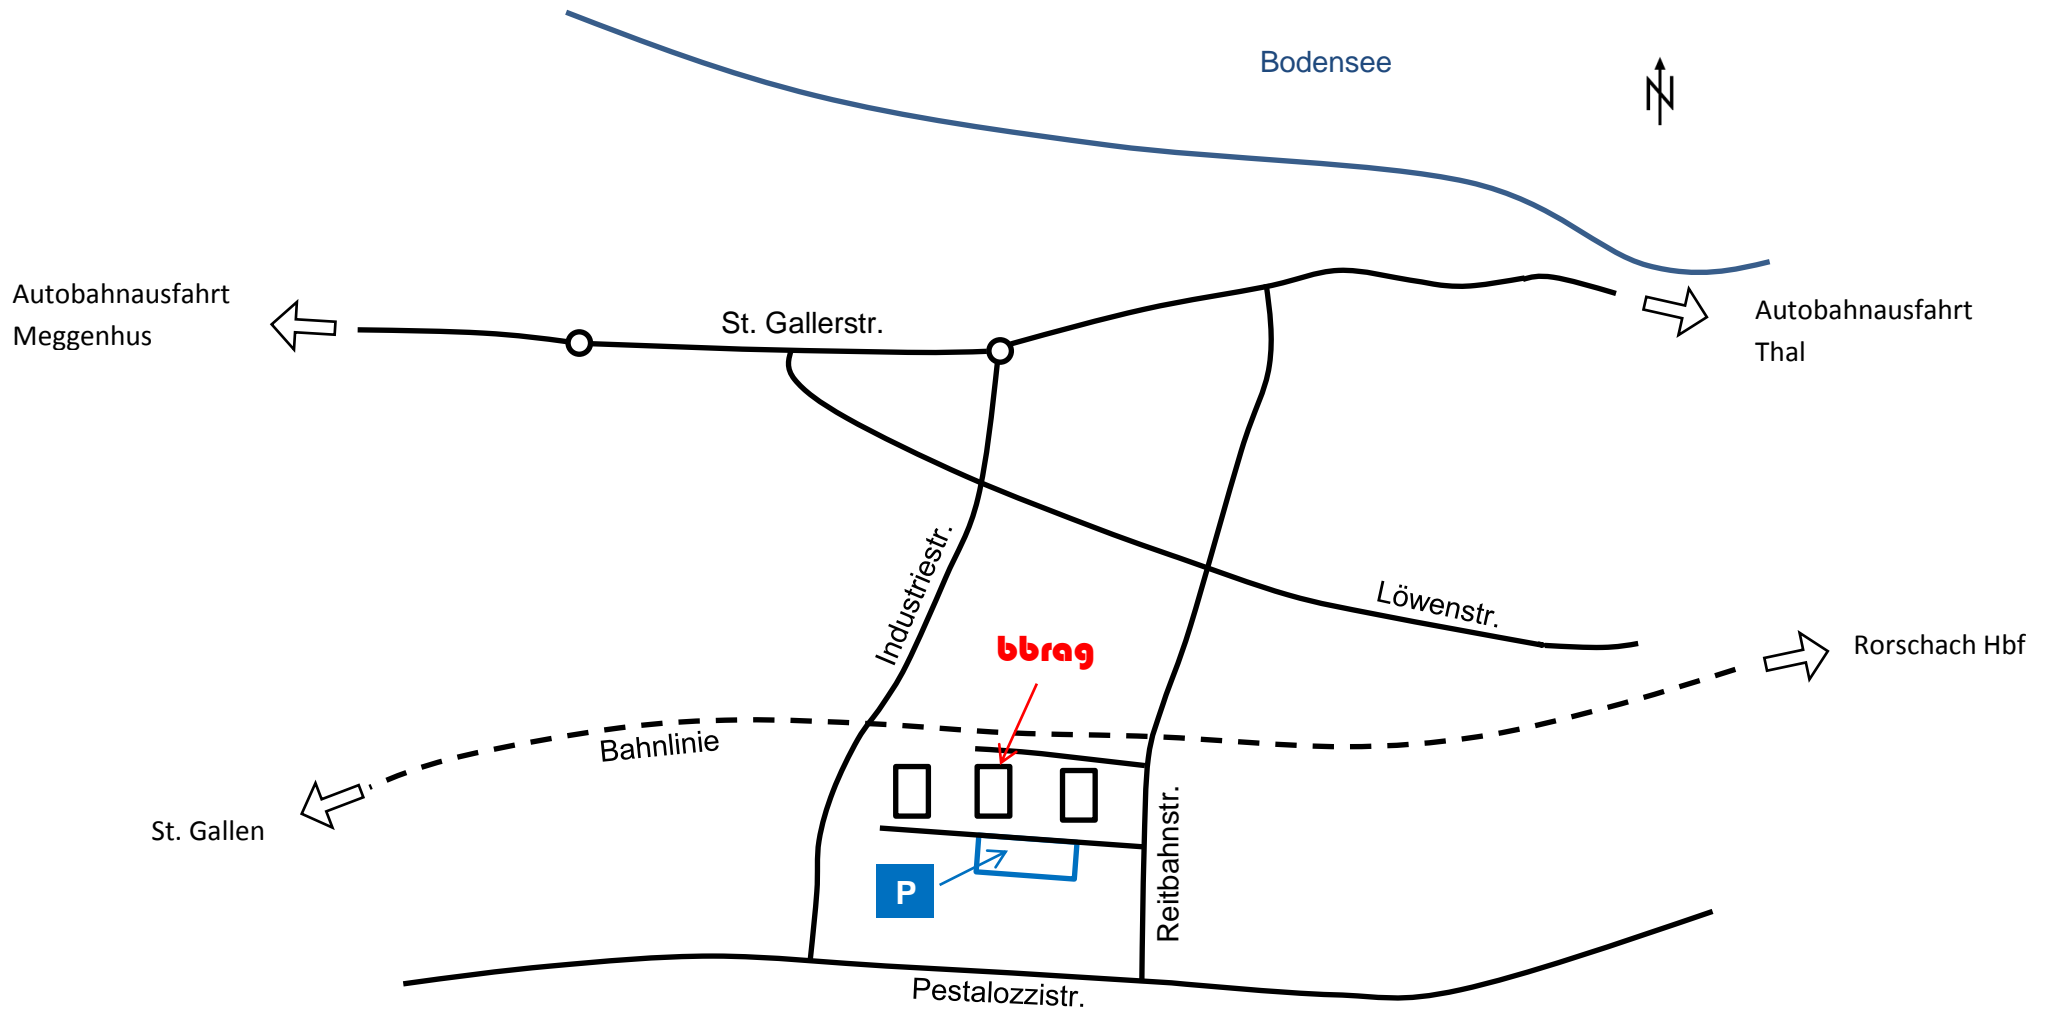 Bodensee
N
Autobahnausfahrt
Meggenhus
St. Gallerstr.
Autobahnausfahrt
Thal
Industriestr.
Löwenstr.
bbrag
Rorschach Hbf
Bahnlinie
St. Gallen
Reitbahnstr.
P
Pestalozzistr.